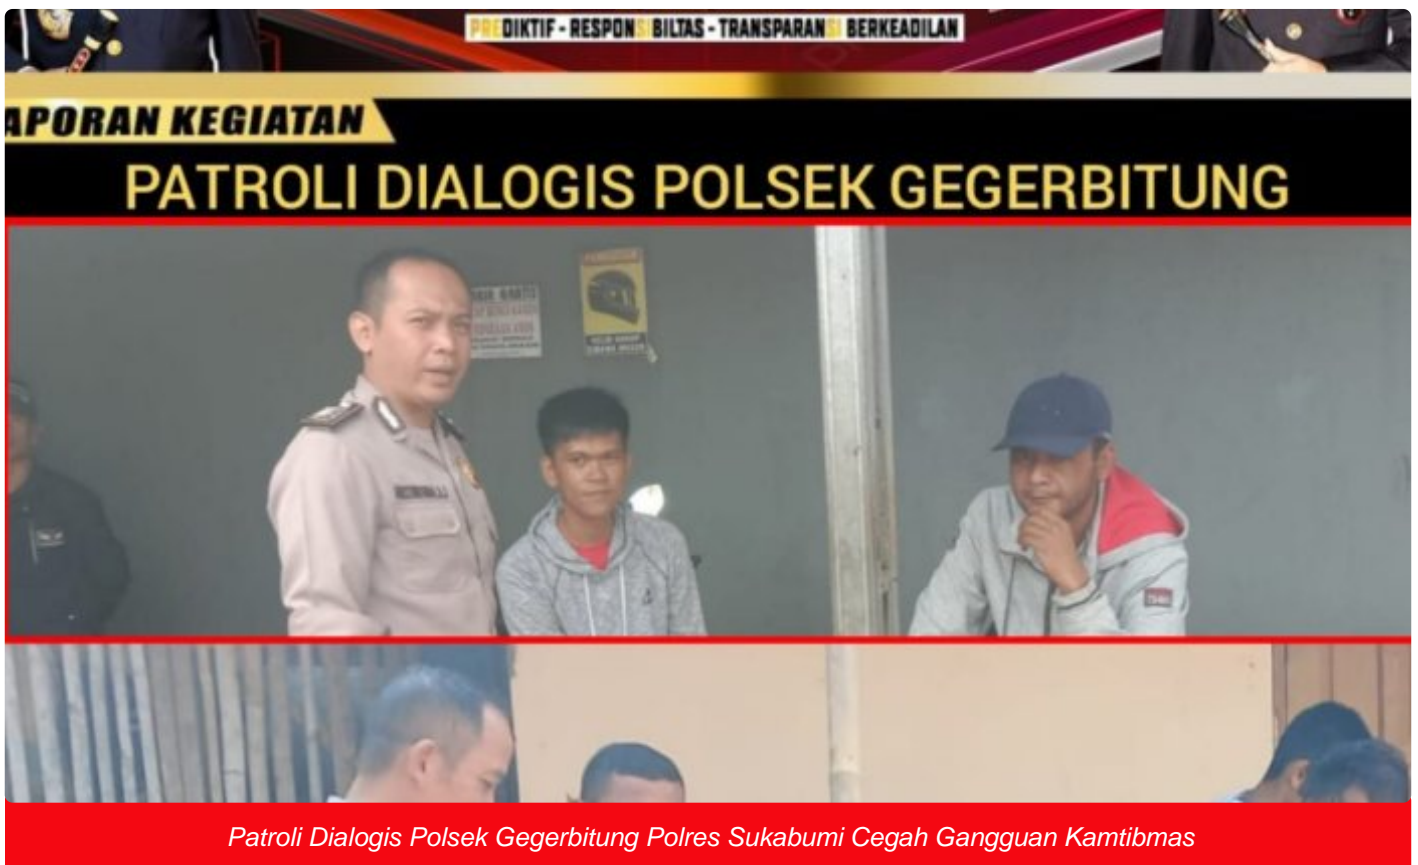 PREDIKTIF - RESPONSIBILTAS - TRANSPARANSI BERKEADILAN
APORAN KEGIATAN
PATROLI DIALOGIS POLSEK GEGERBITUNG
Patroli Dialogis Polsek Gegerbitung Polres Sukabumi Cegah Gangguan Kamtibmas